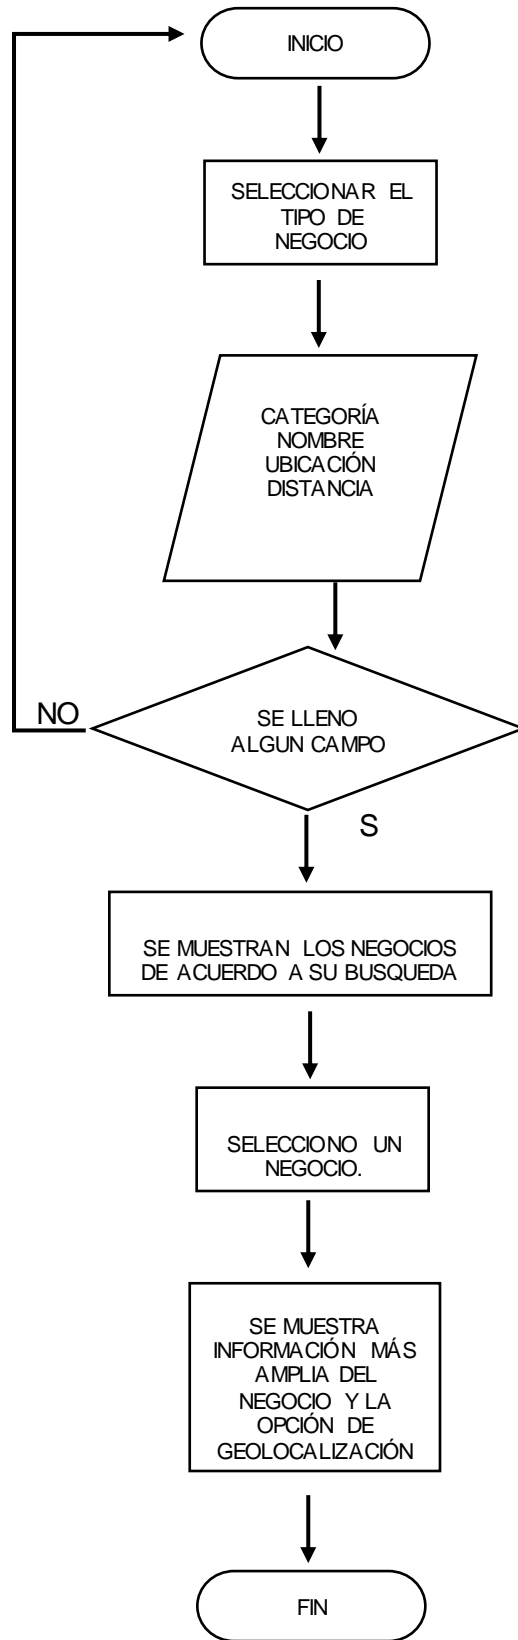 INICIO
SELECCIONAR EL
TIPO DE
NEGOCIO
CATEGORÍA
NOMBRE
UBICACIÓN
DISTANCIA
NO
SE LLENO
ALGUN CAMPO
S
SE MUESTRAN LOS NEGOCIOS
DE ACUERDO A SU BUSQUEDA
SELECCIONO UN
NEGOCIO.
SE MUESTRA
INFORMACIÓN MÁS
AMPLIA DEL
NEGOCIO Y LA
OPCIÓN DE
GEOLOCALIZACIÓN
FIN